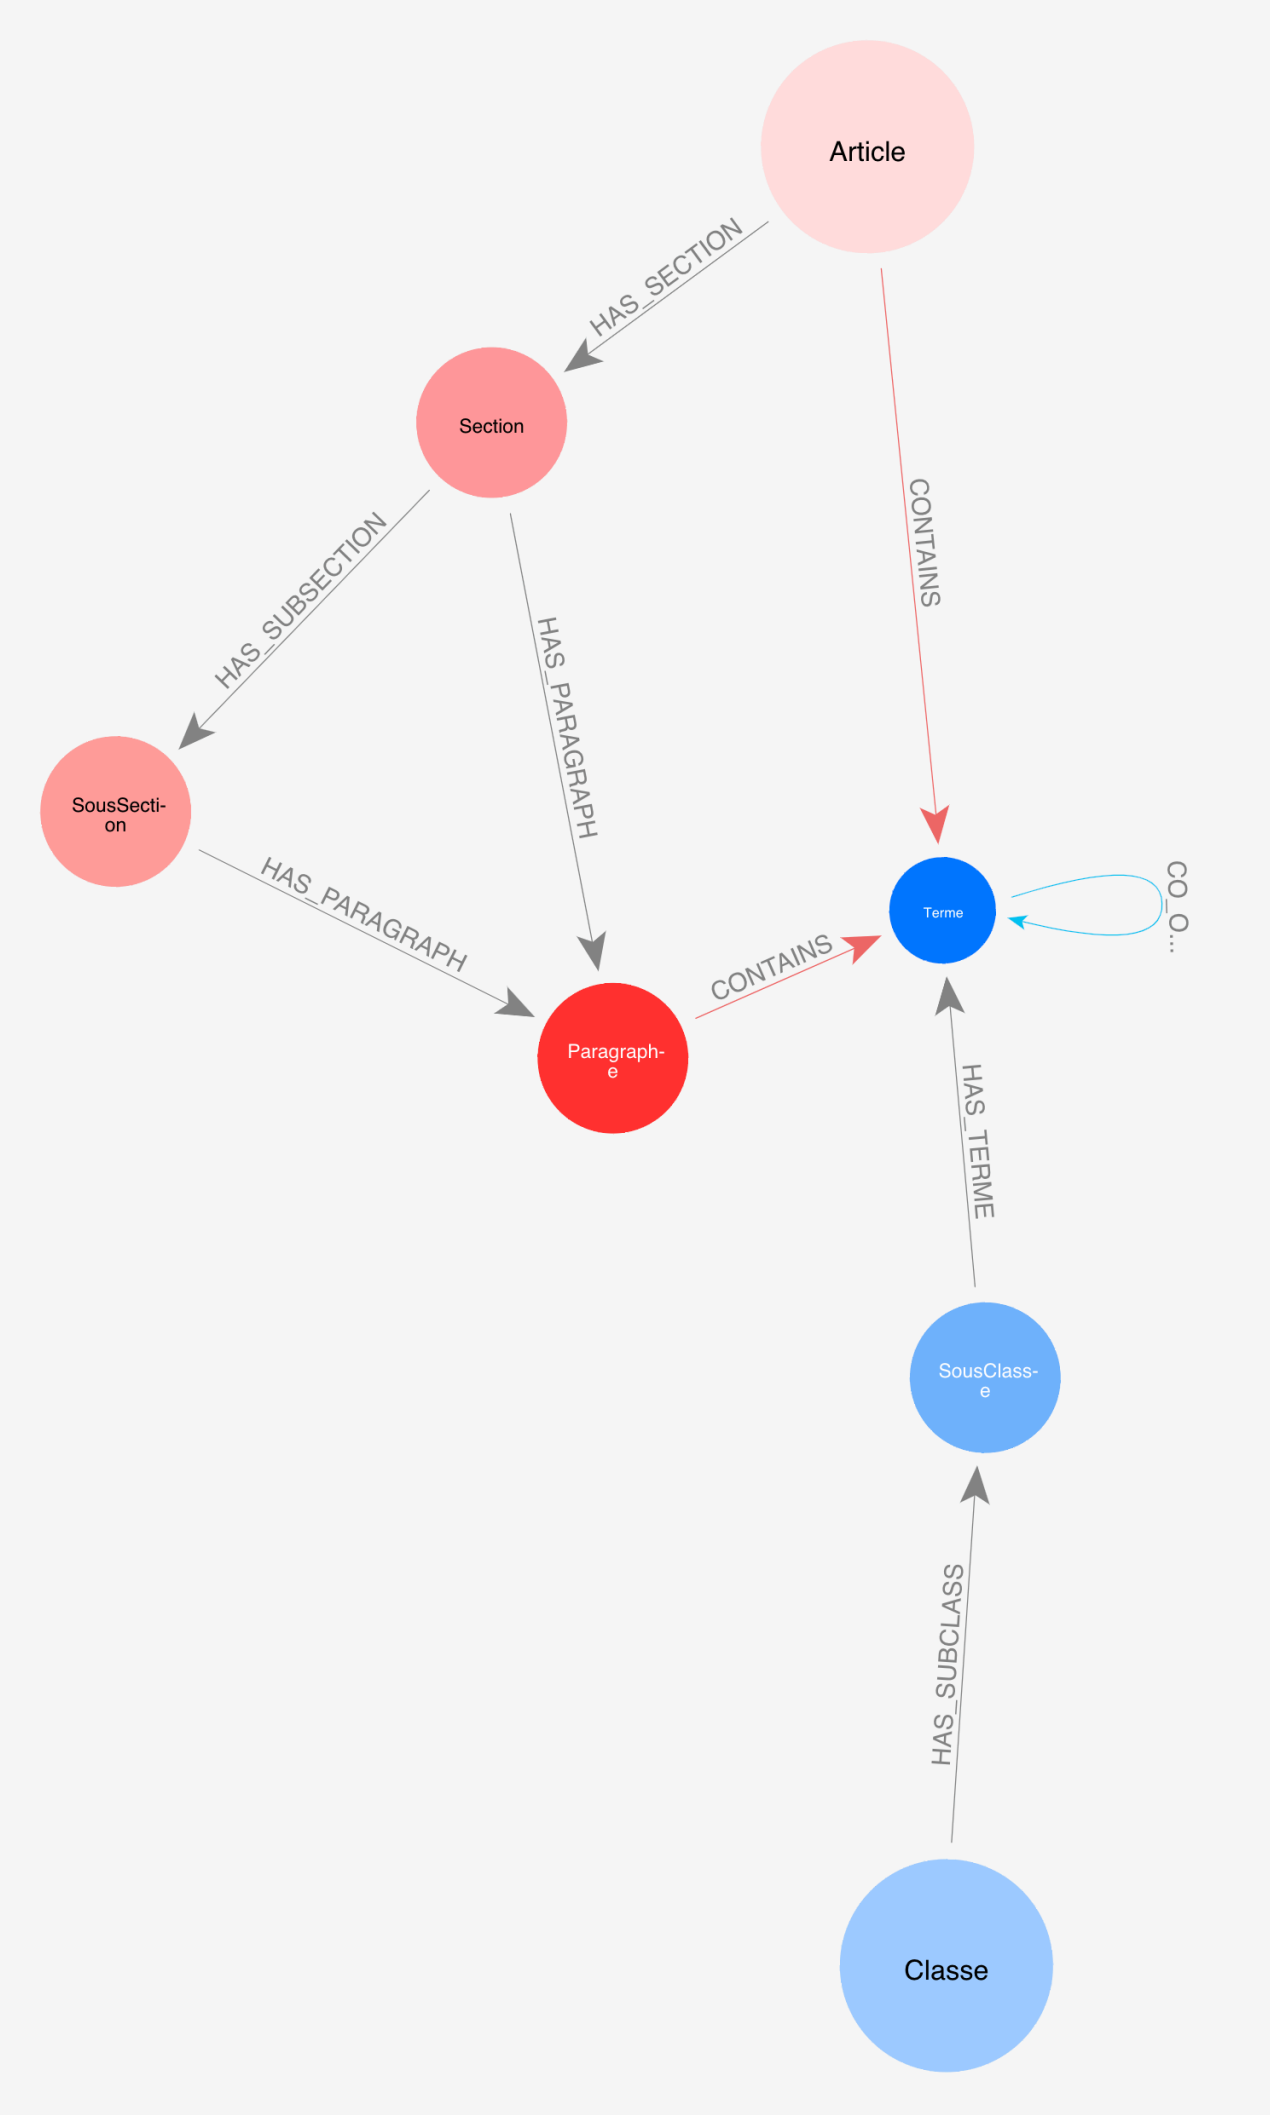 Article
HAS_SECTION
Section
CONTAINS
HAS_SUBSECTION
HAS_PARAGRAPH
SousSecti-
on
HAS_PARAGRAPH
Terme
CO_O...
CONTAINS
Paragraph-
e
HAS_TERME
SousClass-
e
HAS_SUBCLASS
Classe